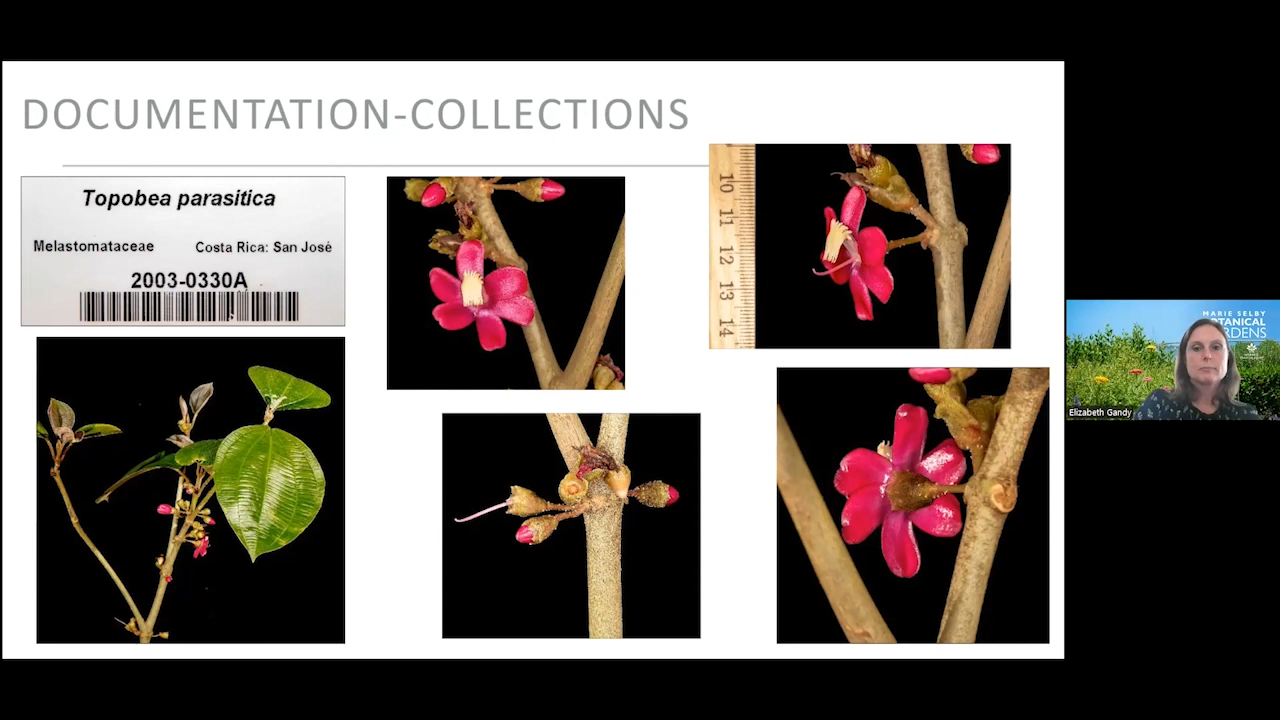 DOCUMENTATION-COLLECTIONS
Topobea parasitica
Melastomataceae Costa Rica: San José
2003-0330A
10
11
12
13
14
MARIE SELBY
BOTANICAL
GARDENS
Elizabeth Gandy